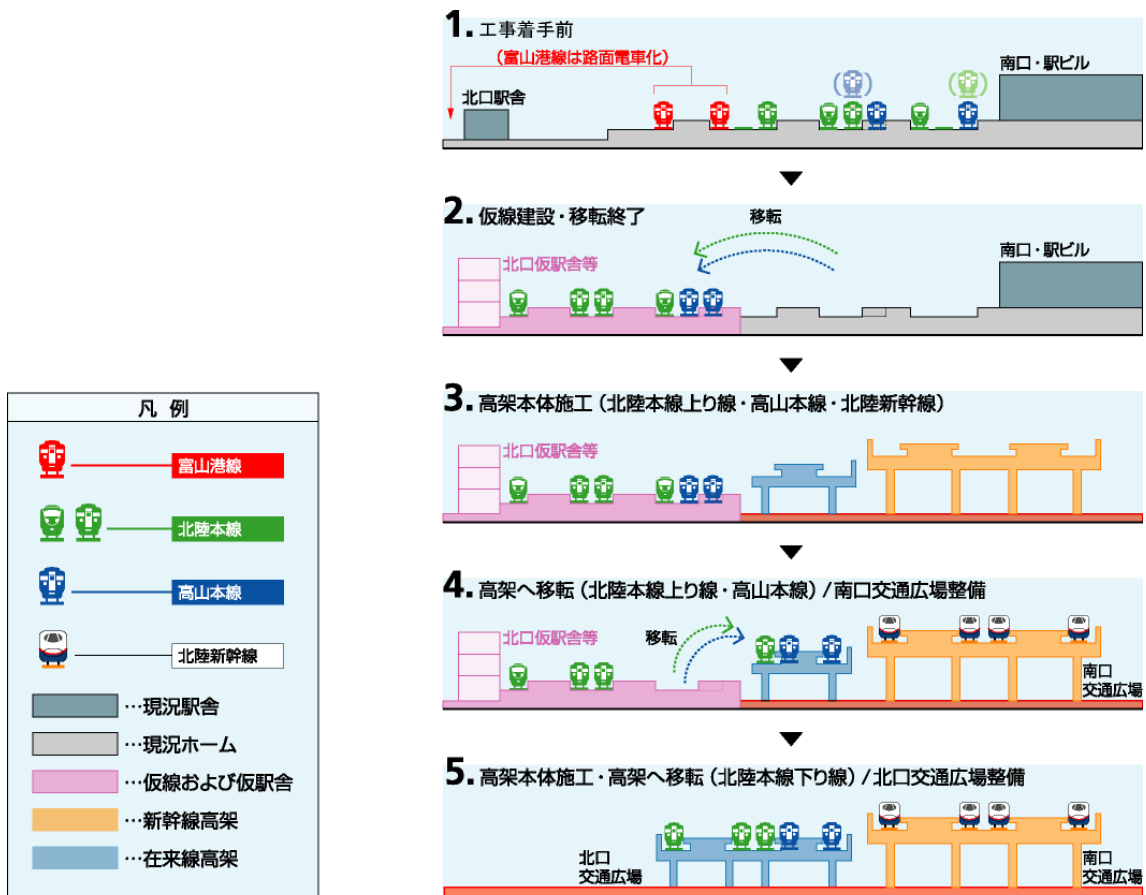 1. 工事着手前
(富山港線は路面電車化)
北口駅舎
南口・駅ビル
2. 仮線建設・移転終了
移転
北口仮駅舎等
南口・駅ビル
3. 高架本体施工(北陸本線上り線・高山本線・北陸新幹線)
北口仮駅舎等
4. 高架へ移転(北陸本線上り線・高山本線)/南口交通広場整備
北口仮駅舎等
移転
南口
交通広場
5. 高架本体施工・高架へ移転(北陸本線下り線)/北口交通広場整備
北口
交通広場
南口
交通広場
凡例
富山港線
北陸本線
高山本線
北陸新幹線
…現況駅舎
…現況ホーム
…仮線および仮駅舎
…新幹線高架
…在来線高架